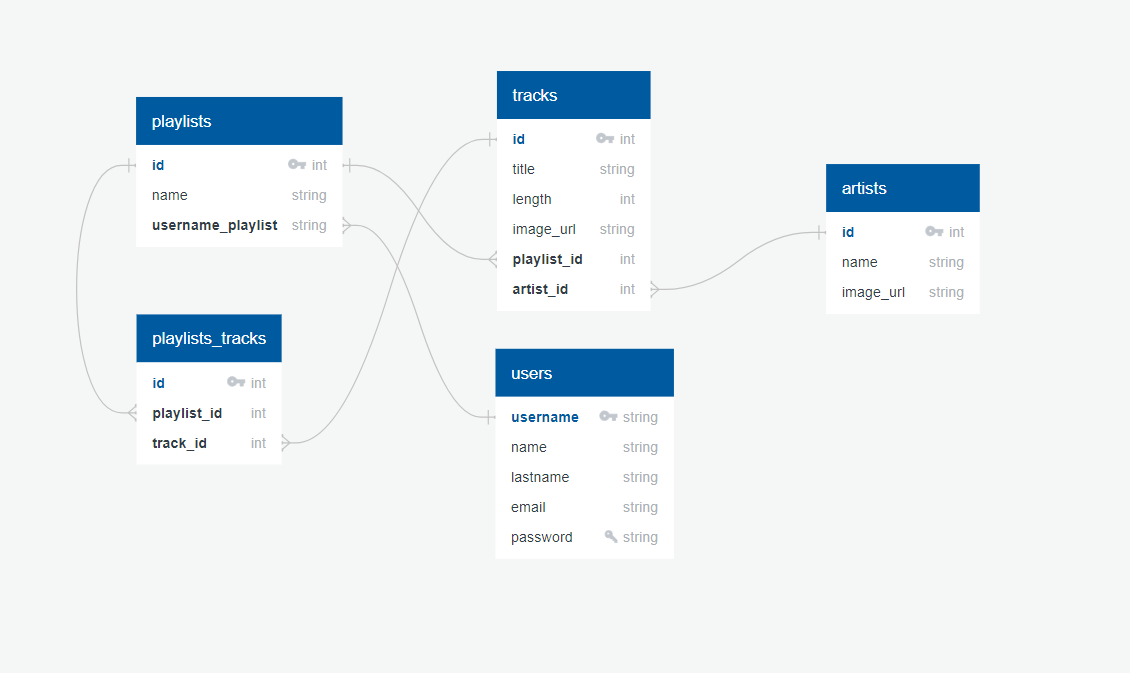 playlists
id int
name string
username_playlist string
playlists_tracks
id int
playlist_id int
track_id int
tracks
id int
title string
length int
image_url string
playlist_id int
artist_id int
users
username string
name string
lastname string
email string
password string
artists
id int
name string
image_url string